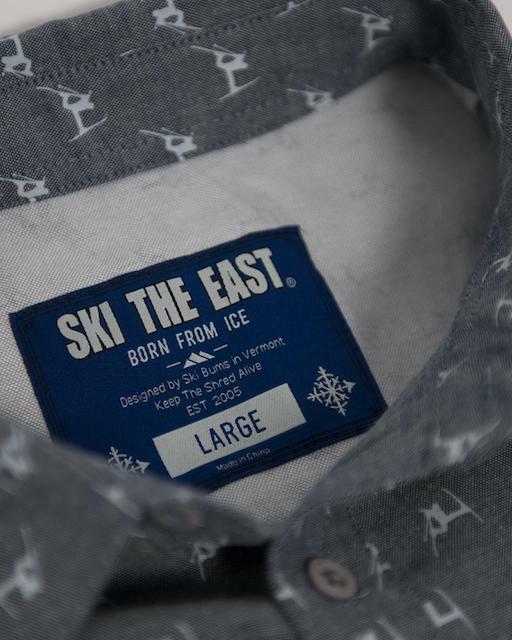 SKI THE EAST®
BORN FROM ICE
Designed by Ski Bums in Vermont
Keep The Shred Alive
EST 2005
LARGE
Made in China